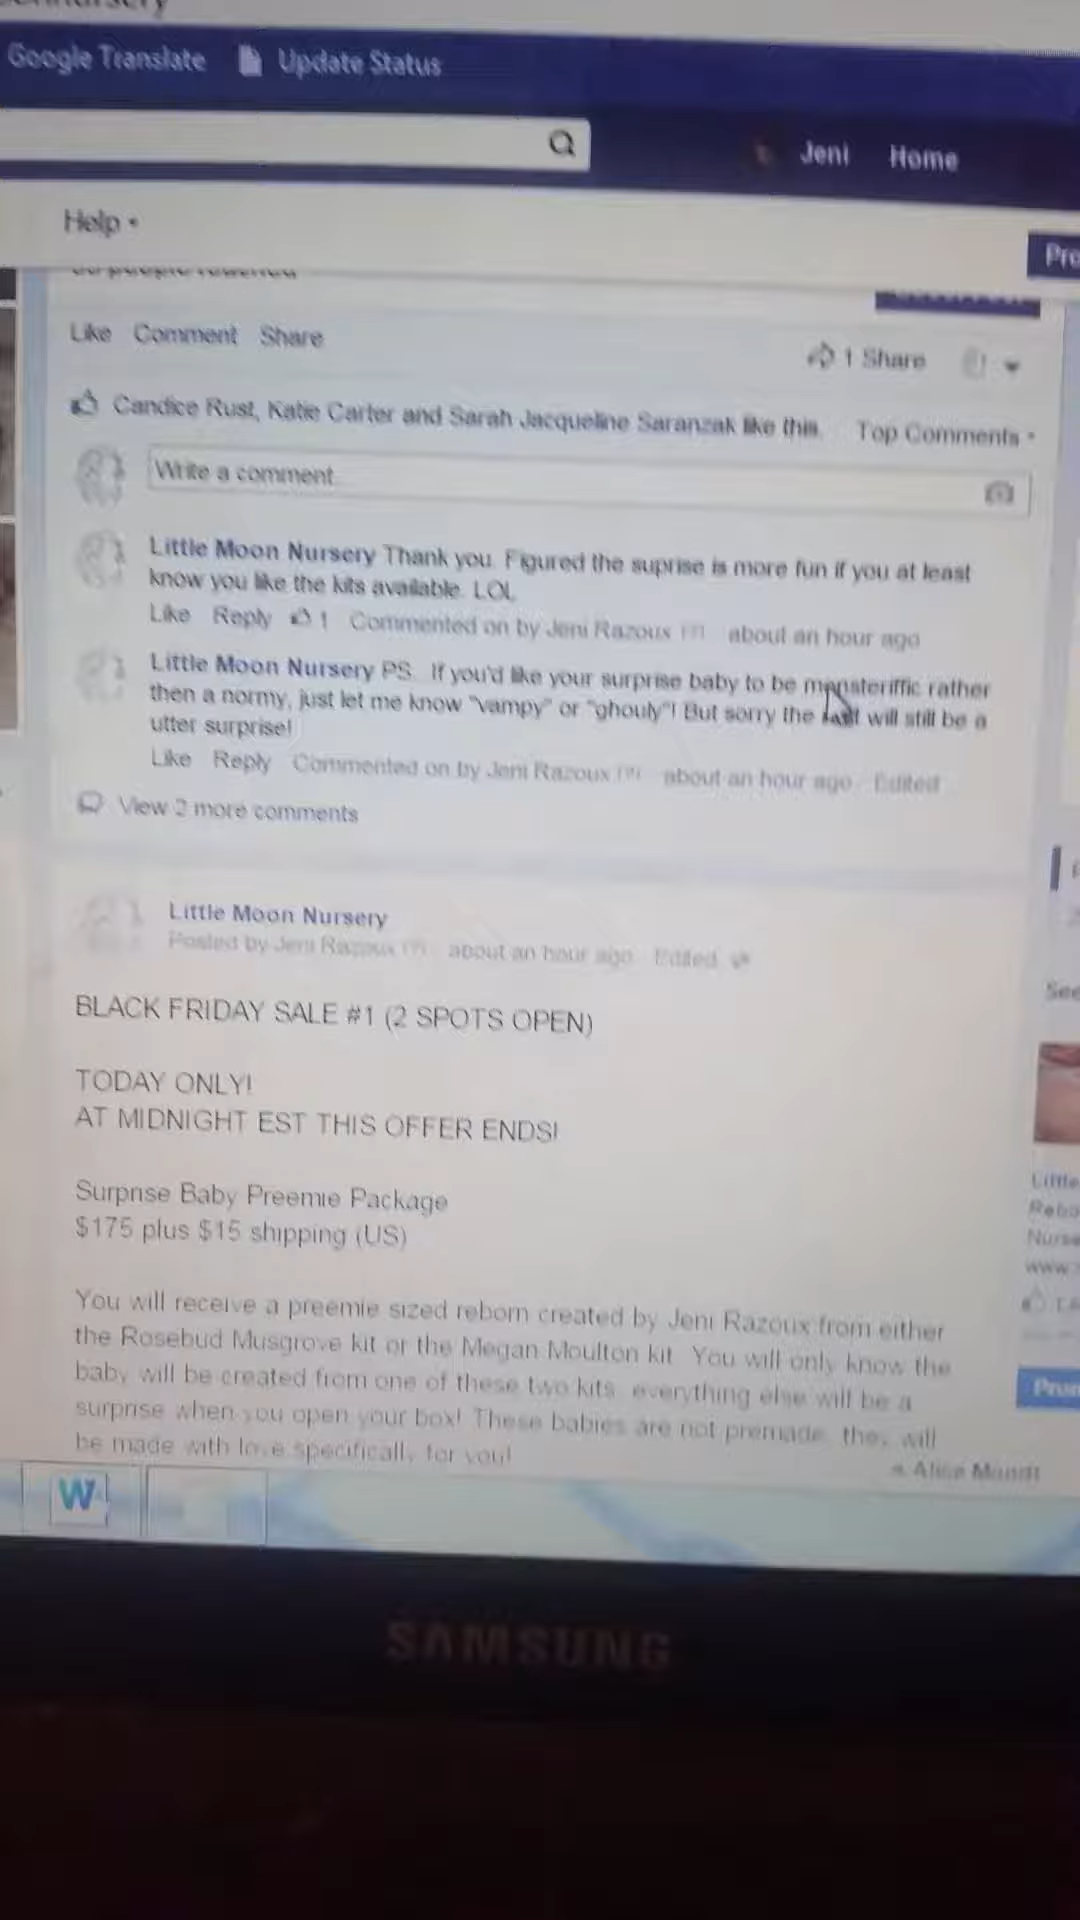 Google Translate Update Status
Jeni Home
Help
Like Comment Share
1 Share
Candice Rust, Katie Carter and Sarah Jacqueline Saranzak like this.
Top Comments
Write a comment
Little Moon Nursery Thank you. Figured the suprise is more fun if you at least
know you like the kits available. LOL
Like Reply 1 Commented on by Jeni Razoux about an hour ago
Little Moon Nursery PS. If you'd like your surprise baby to be monsteriffic rather
then a normy, just let me know "vampy" or "ghouly"! But sorry the will still be a
utter surprise!
Like Reply Commented on by Jeni Razoux about an hour ago Edited
View 2 more comments
Little Moon Nursery
Posted by Jeni Razoux about an hour ago Edited
BLACK FRIDAY SALE #1 (2 SPOTS OPEN)
TODAY ONLY!
AT MIDNIGHT EST THIS OFFER ENDS!
Surprise Baby Preemie Package
$175 plus $15 shipping (US)
You will receive a preemie sized reborn created by Jeni Razoux from either
the Rosebud Musgrove kit or the Megan Moulton kit. You will only know the
baby will be created from one of these two kits, everything else will be a
surprise when you open your box! These babies are not premade, they will
be made with love specifically for you!
See
Little
Rebo
Nurse
www
W
SAMSUNG